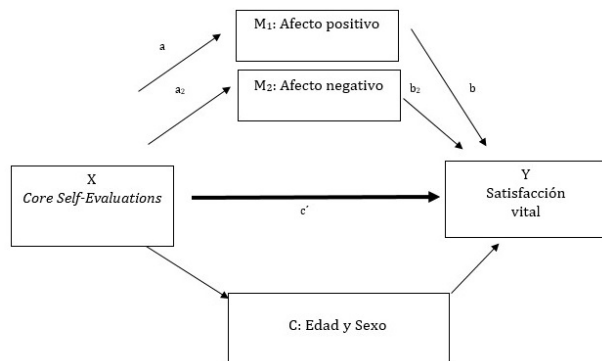 M₁: Afecto positivo
a
M₂: Afecto negativo
a₂
b₂
b
X
Core Self-Evaluations
Y
Satisfacción
vital
c´
C: Edad y Sexo